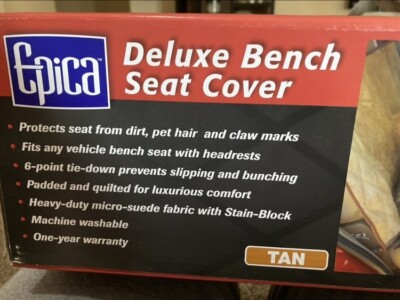 Epica™
Deluxe Bench
Seat Cover
• Protects seat from dirt, pet hair and claw marks
• Fits any vehicle bench seat with headrests
• 6-point tie-down prevents slipping and bunching
• Padded and quilted for luxurious comfort
• Heavy-duty micro-suede fabric with Stain-Block
• Machine washable
• One-year warranty
TAN